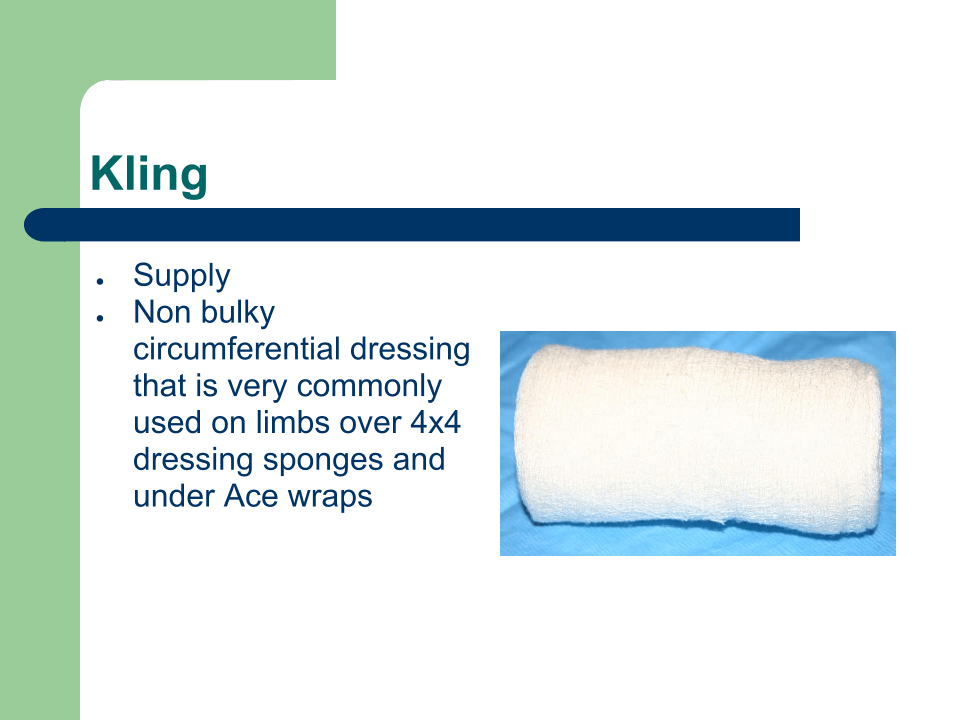 Kling
● Supply
● Non bulky
circumferential dressing
that is very commonly
used on limbs over 4x4
dressing sponges and
under Ace wraps